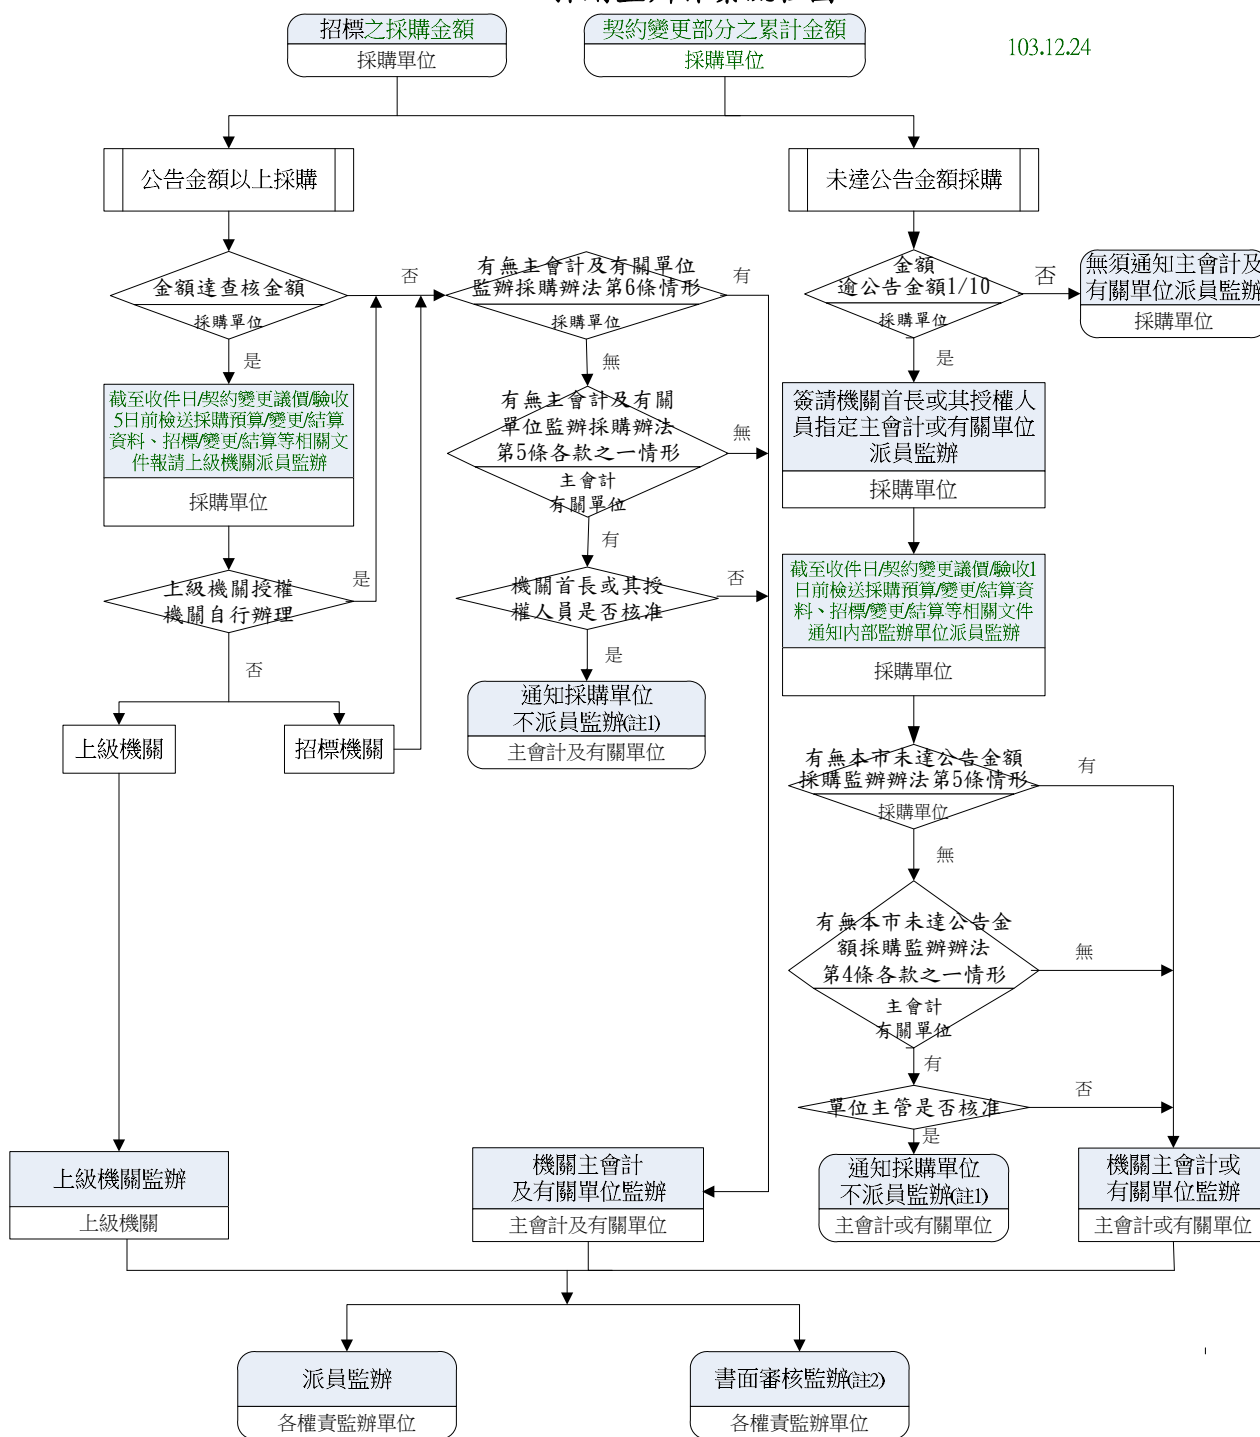 招標之採購金額
採購單位
契約變更部分之累計金額
採購單位
103.12.24
公告金額以上採購
未達公告金額採購
金額達查核金額
採購單位
否
有無主會計及有關單位
監辦採購辦法第6條情形
採購單位
有
金額
逾公告金額1/10
採購單位
否
無須通知主會計及
有關單位派員監辦
採購單位
是
無
是
截至收件日/契約變更議價/驗收
5日前檢送採購預算/變更/結算
資料、招標/變更/結算等相關文
件報請上級機關派員監辦
採購單位
有無主會計及有關
單位監辦採購辦法
第5條各款之一情形
主會計
有關單位
無
簽請機關首長或其授權人
員指定主會計或有關單位
派員監辦
採購單位
有
上級機關授權
機關自行辦理
是
機關首長或其授
權人員是否核准
否
截至收件日/契約變更議價/驗收1
日前檢送採購預算/變更/結算資
料、招標/變更/結算等相關文件
通知內部監辦單位派員監辦
採購單位
否
是
上級機關
招標機關
通知採購單位
不派員監辦(註1)
主會計及有關單位
有無本市未達公告金額
採購監辦辦法第5條情形
採購單位
有
無
有無本市未達公告金
額採購監辦辦法
第4條各款之一情形
主會計
有關單位
無
有
單位主管是否核准
否
是
上級機關監辦
上級機關
機關主會計
及有關單位監辦
主會計及有關單位
通知採購單位
不派員監辦(註1)
主會計或有關單位
機關主會計或
有關單位監辦
主會計或有關單位
派員監辦
各權責監辦單位
書面審核監辦(註2)
各權責監辦單位